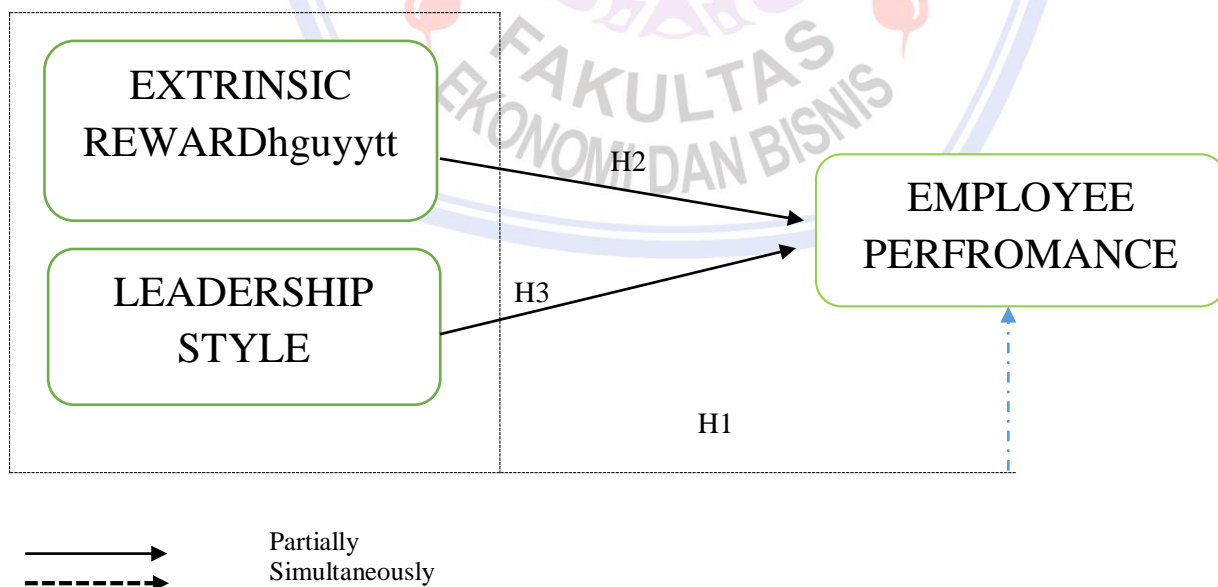 FAKULTAS
EKONOMI DAN BISNIS
EXTRINSIC
REWARDhguyytt
H2
EMPLOYEE
PERFROMANCE
LEADERSHIP
STYLE
H3
H1
Partially
Simultaneously